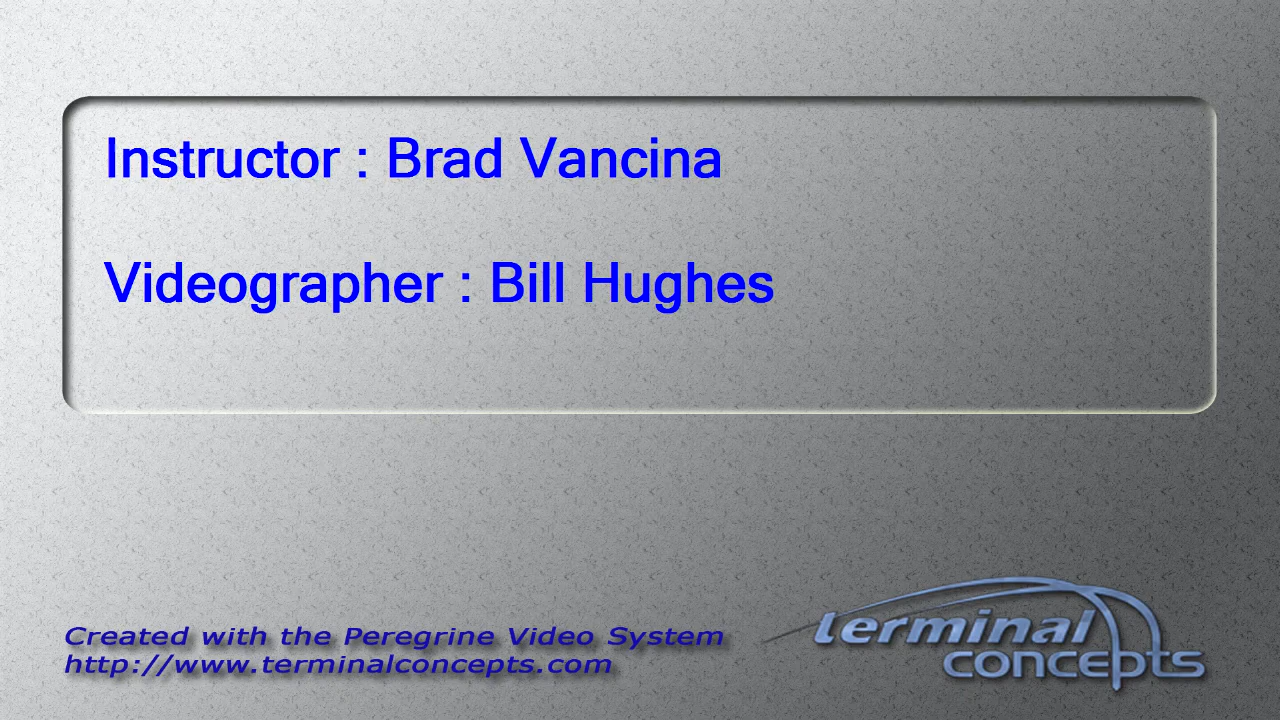 Instructor : Brad Vancina
Videographer : Bill Hughes
Created with the Peregrine Video System
http://www.terminalconcepts.com
terminal
concepts